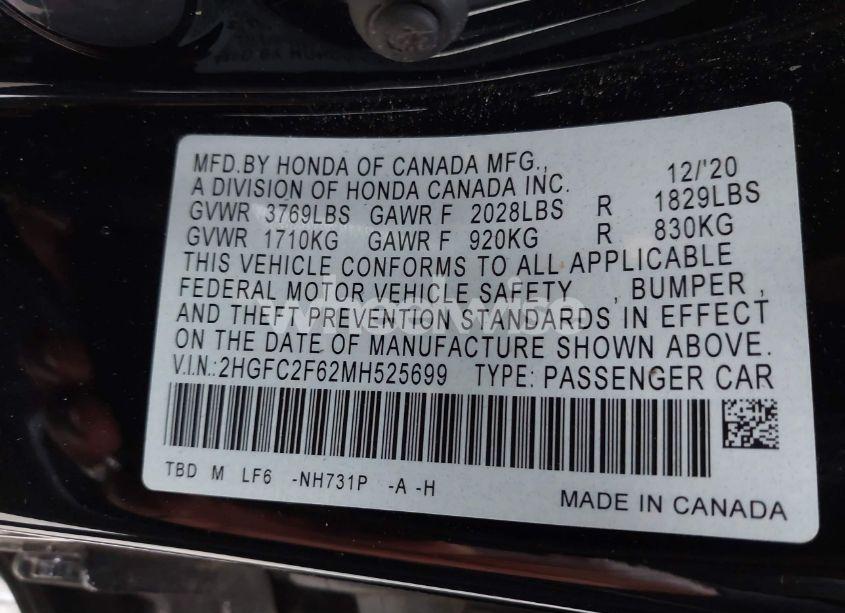 MFD.BY HONDA OF CANADA MFG., 12/'20
A DIVISION OF HONDA CANADA INC.
GVWR 3769LBS GAWR F 2028LBS R 1829LBS
GVWR 1710KG GAWR F 920KG R 830KG
THIS VEHICLE CONFORMS TO ALL APPLICABLE
FEDERAL MOTOR VEHICLE SAFETY , BUMPER ,
AND THEFT PREVENTION STANDARDS IN EFFECT
ON THE DATE OF MANUFACTURE SHOWN ABOVE.
V.I.N.:2HGFC2F62MH525699 TYPE: PASSENGER CAR
TBD M LF6 -NH731P -A -H
MADE IN CANADA